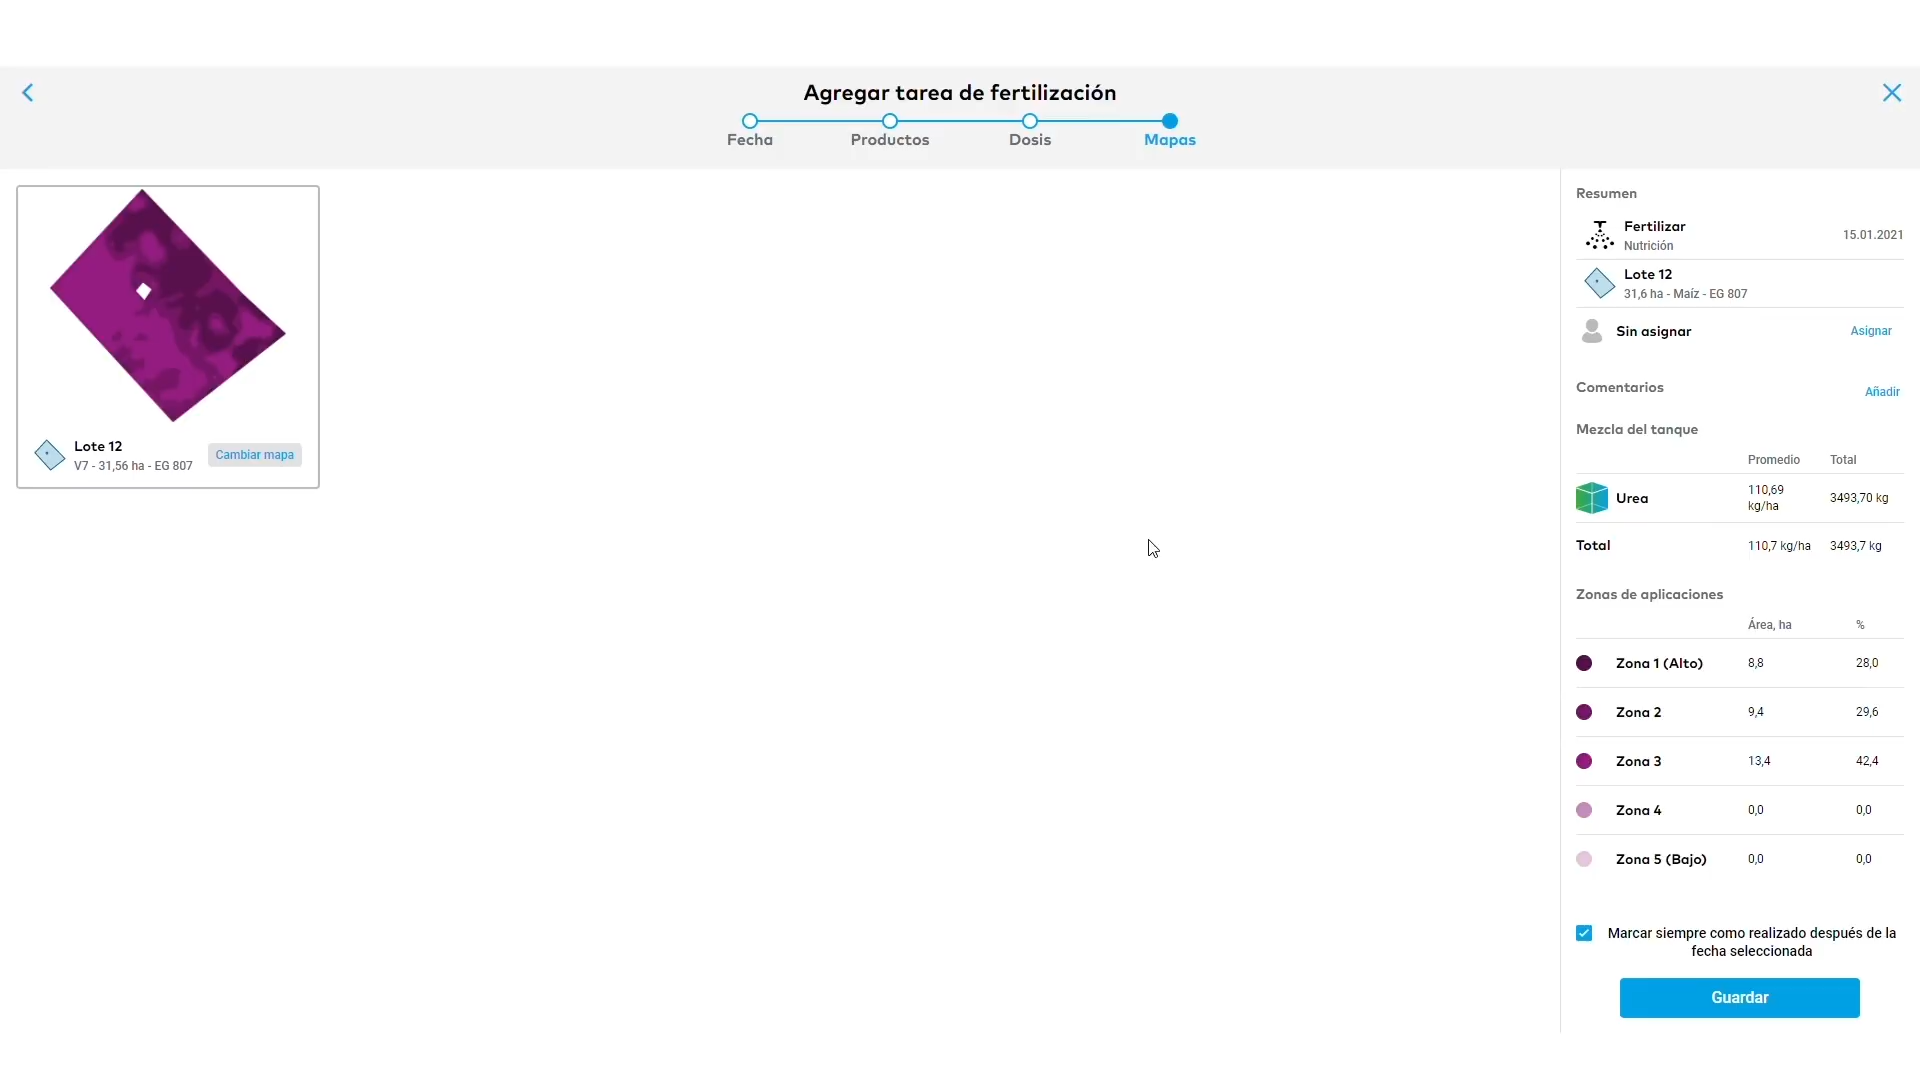 Agregar tarea de fertilización
Fecha
Productos
Dosis
Mapas
Lote 12
V7 - 31,56 ha - EG 807
Cambiar mapa
Resumen
Fertilizar
Nutrición
15.01.2021
Lote 12
31,6 ha - Maíz - EG 807
Sin asignar
Asignar
Comentarios
Añadir
Mezcla del tanque
Promedio Total
Urea 110,69 kg/ha 3493,70 kg
Total 110,7 kg/ha 3493,7 kg
Zonas de aplicaciones
Área, ha %
Zona 1 (Alto) 8,8 28,0
Zona 2 9,4 29,6
Zona 3 13,4 42,4
Zona 4 0,0 0,0
Zona 5 (Bajo) 0,0 0,0
Marcar siempre como realizado después de la
fecha seleccionada
Guardar